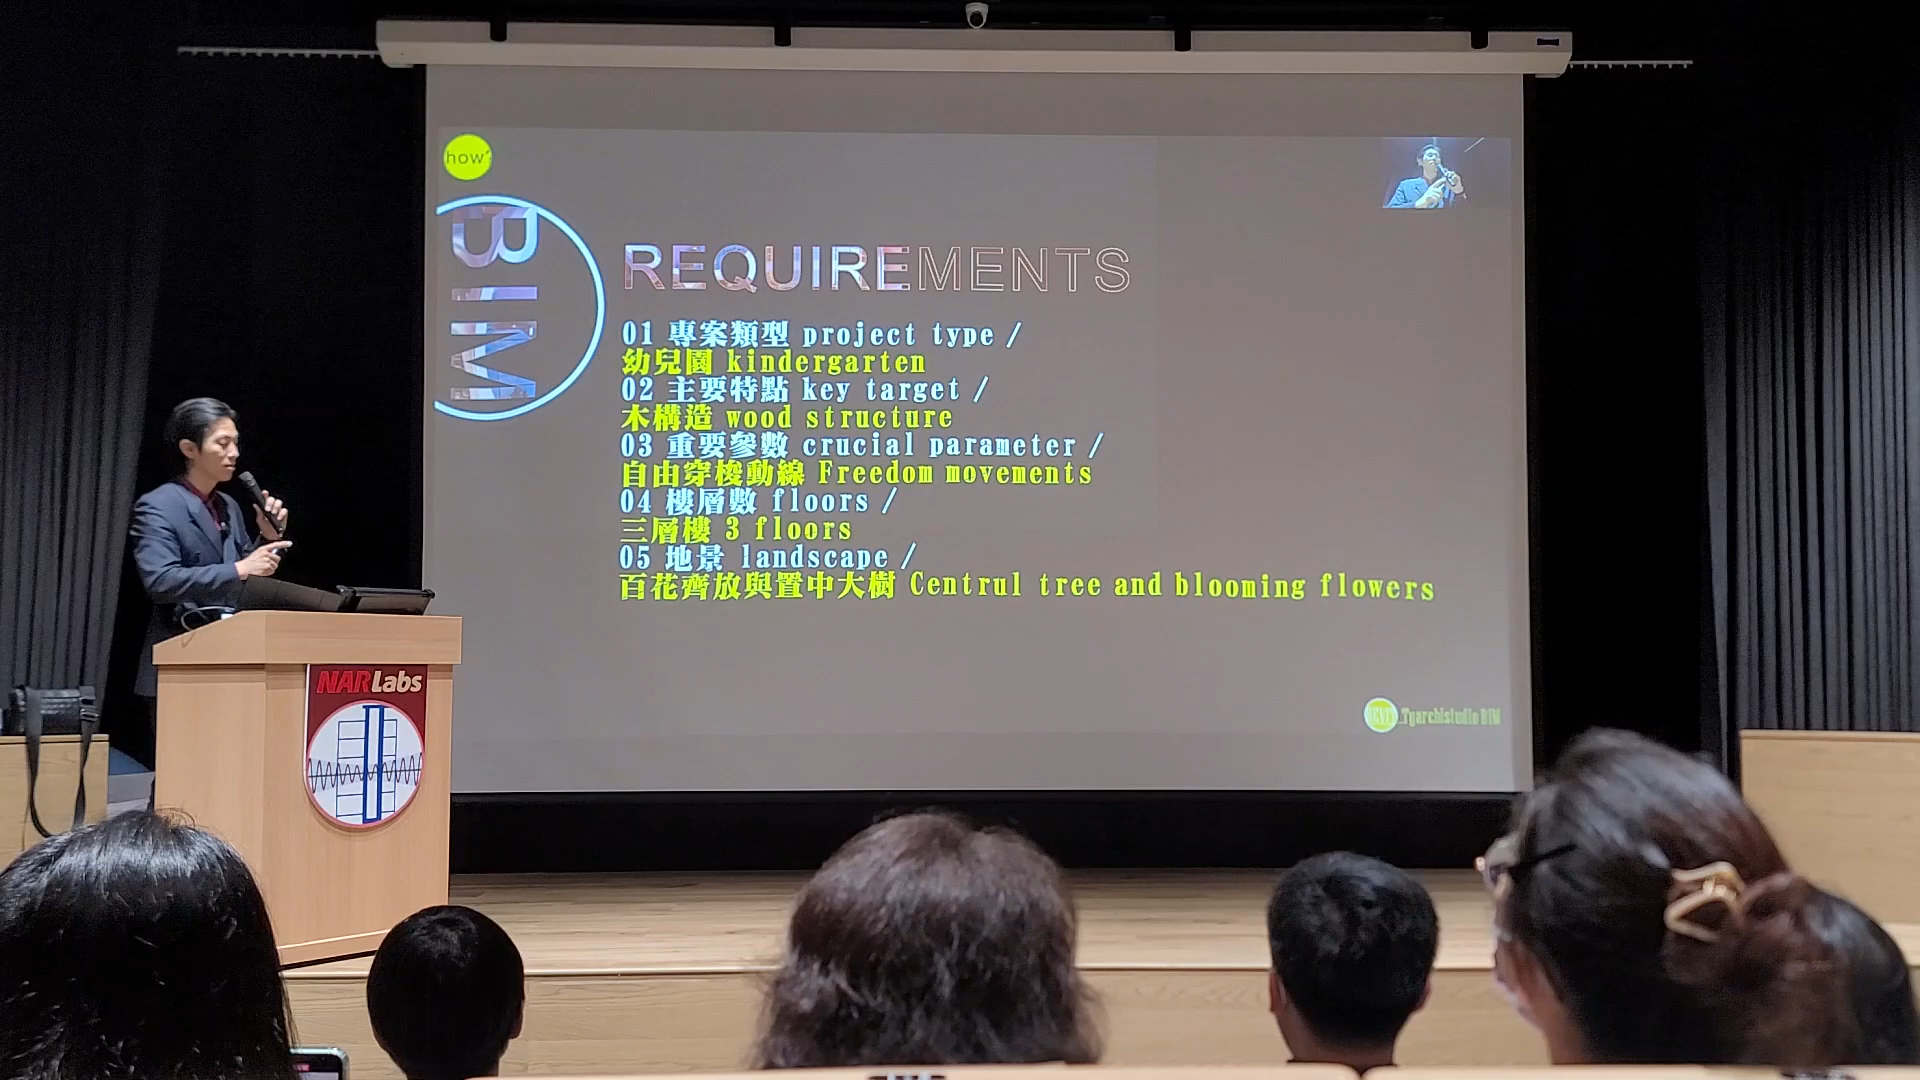 how?
BIM
REQUIREMENTS
01 專案類型 project type /
幼兒園 kindergarten
02 主要特點 key target /
木構造 wood structure
03 重要參數 crucial parameter /
自由穿梭動線 Freedom movements
04 樓層數 floors /
三層樓 3 floors
05 地景 landscape /
百花齊放與置中大樹 Centrul tree and blooming flowers
Tyarchistudio BIM
NARLabs